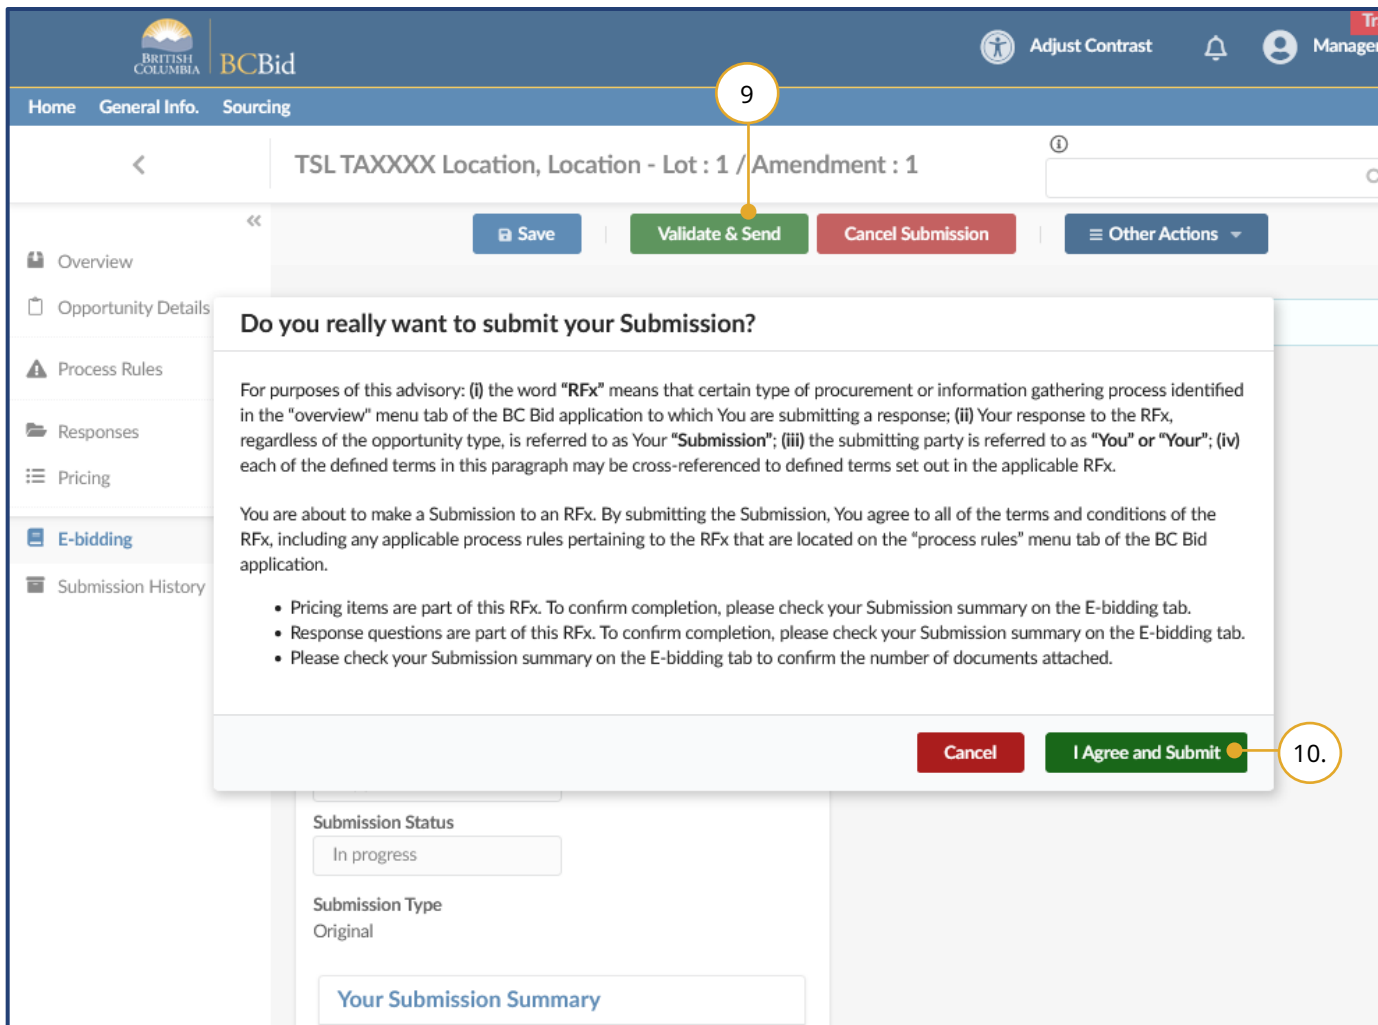 Tr
BRITISH
COLUMBIA
BCBid
Adjust Contrast
Manager
Home General Info. Sourcing
9
TSL TAXXXX Location, Location - Lot : 1 / Amendment : 1
Save
Validate & Send
Cancel Submission
Other Actions
Overview
Opportunity Details
Process Rules
Responses
Pricing
E-bidding
Submission History
Do you really want to submit your Submission?
For purposes of this advisory: (i) the word “RFx” means that certain type of procurement or information gathering process identified
in the “overview” menu tab of the BC Bid application to which You are submitting a response; (ii) Your response to the RFx,
regardless of the opportunity type, is referred to as Your “Submission”; (iii) the submitting party is referred to as “You” or “Your”; (iv)
each of the defined terms in this paragraph may be cross-referenced to defined terms set out in the applicable RFx.
You are about to make a Submission to an RFx. By submitting the Submission, You agree to all of the terms and conditions of the
RFx, including any applicable process rules pertaining to the RFx that are located on the “process rules” menu tab of the BC Bid
application.
• Pricing items are part of this RFx. To confirm completion, please check your Submission summary on the E-bidding tab.
• Response questions are part of this RFx. To confirm completion, please check your Submission summary on the E-bidding tab.
• Please check your Submission summary on the E-bidding tab to confirm the number of documents attached.
Cancel
I Agree and Submit
10.
Submission Status
In progress
Submission Type
Original
Your Submission Summary